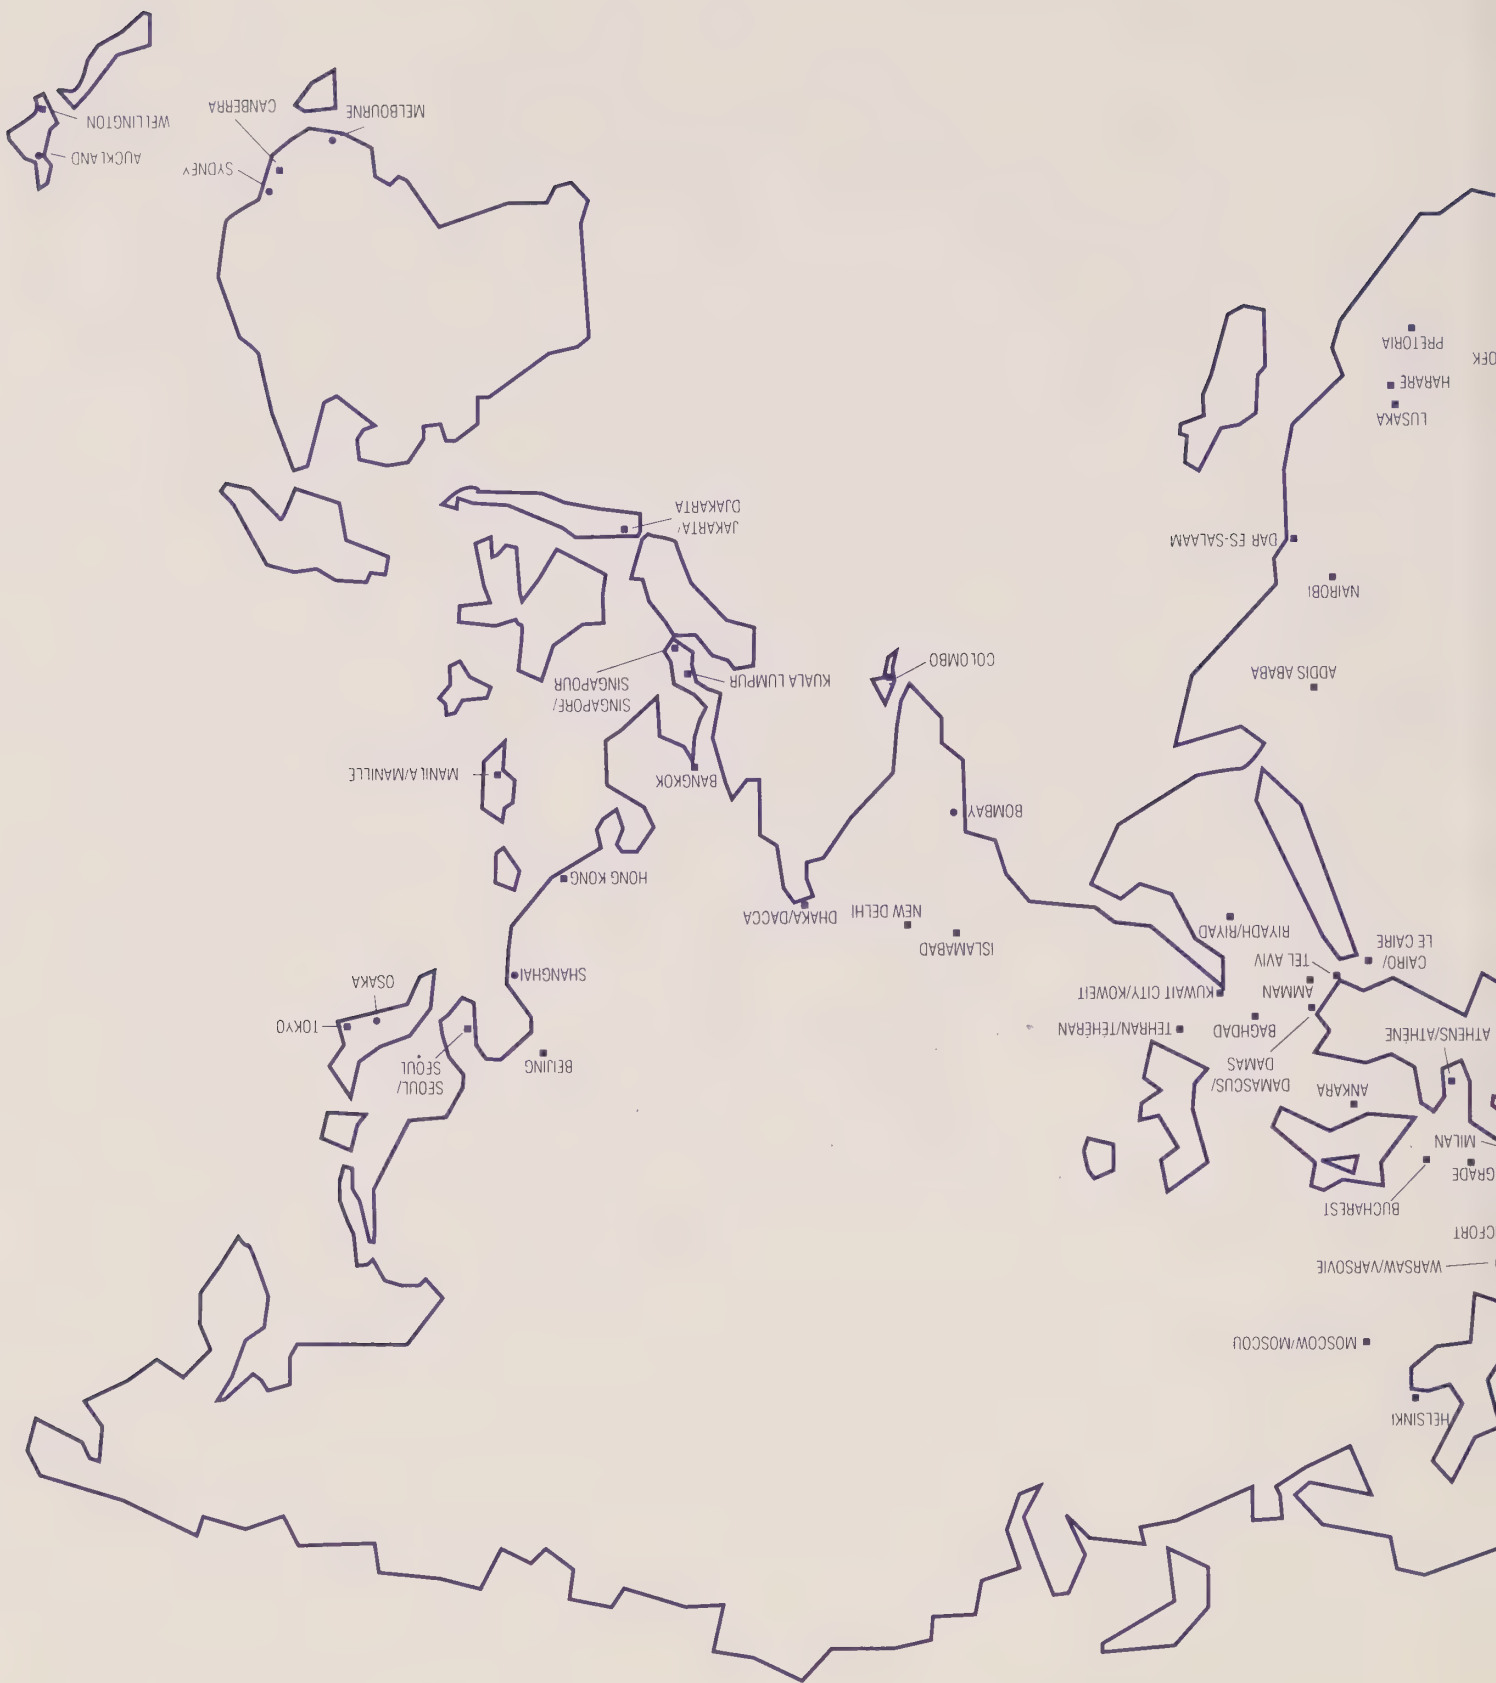 HELSINKI
MOSCOW/MOSCOU
WARSAW/VARSOVIE
CFORT
BUCHAREST
GRADE
MILAN
ANKARA
SEOUL/
SÉOUL
DAMASCUS/
DAMAS
BEIJING
ATHENS/ATHÈNE
BAGHDAD
TEHRAN/TÉHÉRAN
TOKYO
AMMAN
KUWAIT CITY/KOWEIT
OSAKA
SHANGHAI
TEL AVIV
CAIRO/
LE CAIRE
ISLAMABAD
RIYADH/RIYAD
DHAKA/DACCA
NEW DELHI
HONG KONG
BOMBAY
BANGKOK
MANILA/MANILLE
SINGAPORE/
SINGAPOUR
KUALA LUMPUR
ADDIS ABABA
COLOMBO
NAIROBI
DAR ES-SALAAM
JAKARTA/
DJAKARTA
LUSAKA
HARARE
PRETORIA
SYDNEY
AUCKLAND
WELLINGTON
MELBOURNE
CANBERRA